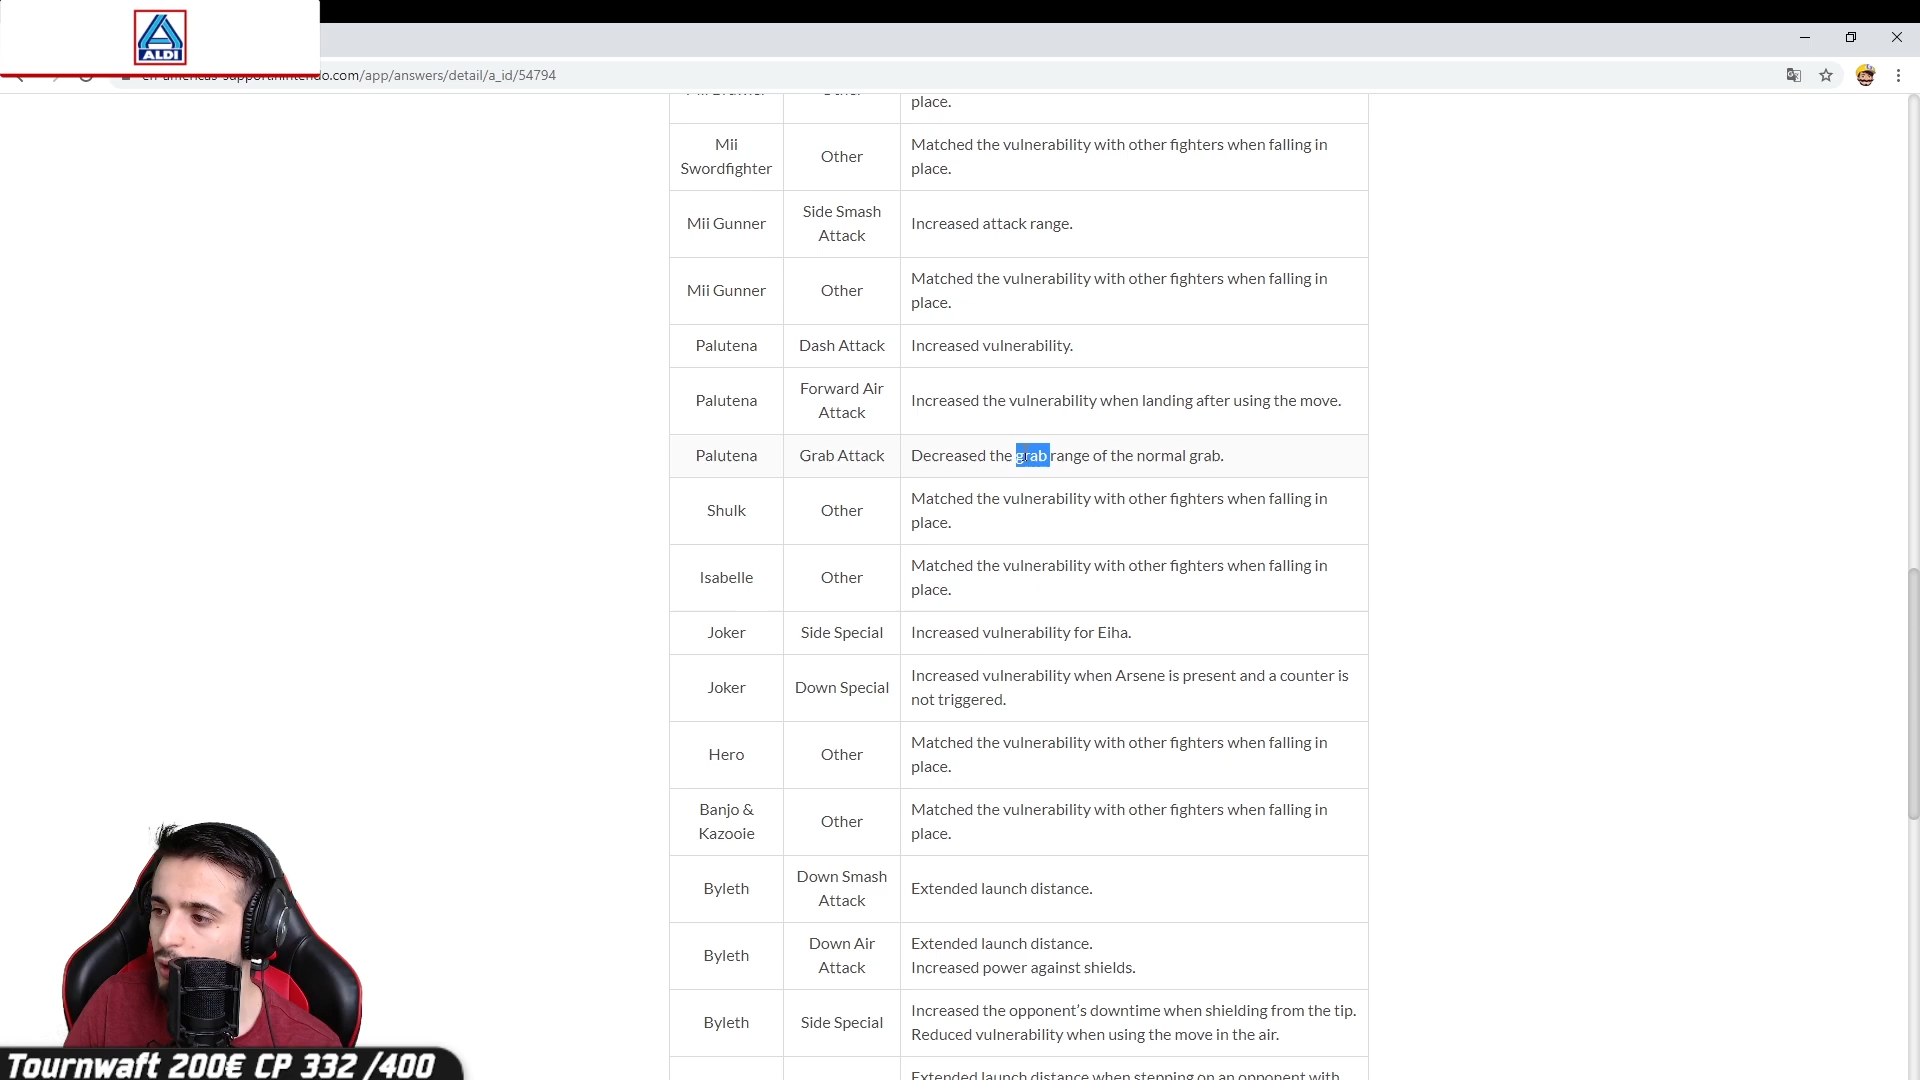 ALDI
/app/answers/detail/a_id/54794
place.
Mii Swordfighter
Other
Matched the vulnerability with other fighters when falling in
place.
Mii Gunner
Side Smash Attack
Increased attack range.
Mii Gunner
Other
Matched the vulnerability with other fighters when falling in
place.
Palutena
Dash Attack
Increased vulnerability.
Palutena
Forward Air Attack
Increased the vulnerability when landing after using the move.
Palutena
Grab Attack
Decreased the grab range of the normal grab.
Shulk
Other
Matched the vulnerability with other fighters when falling in
place.
Isabelle
Other
Matched the vulnerability with other fighters when falling in
place.
Joker
Side Special
Increased vulnerability for Eiha.
Joker
Down Special
Increased vulnerability when Arsene is present and a counter is
not triggered.
Hero
Other
Matched the vulnerability with other fighters when falling in
place.
Banjo & Kazooie
Other
Matched the vulnerability with other fighters when falling in
place.
Byleth
Down Smash Attack
Extended launch distance.
Byleth
Down Air Attack
Extended launch distance.
Increased power against shields.
Byleth
Side Special
Increased the opponent’s downtime when shielding from the tip.
Reduced vulnerability when using the move in the air.
Extended launch distance when stepping on an opponent with
Tournwaft 200€ CP 332 /400